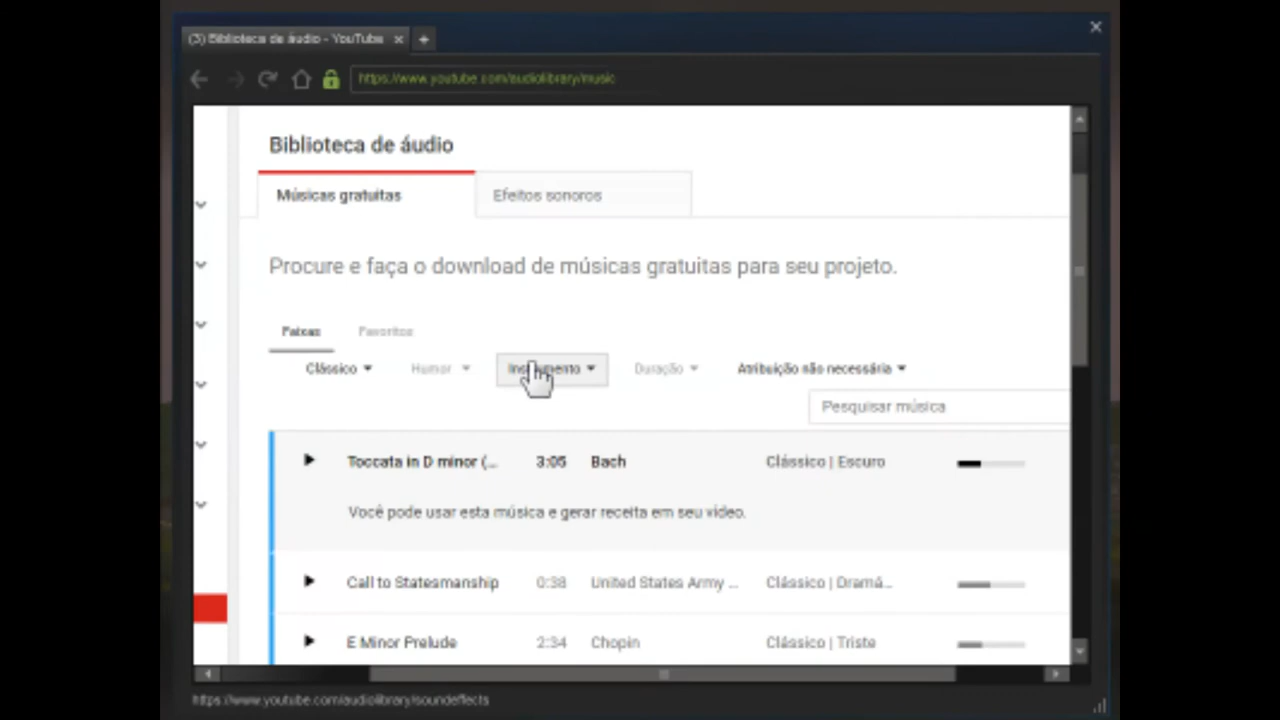 (3) Biblioteca de áudio - YouTube
https://www.youtube.com/audiolibrary/music
Biblioteca de áudio
Músicas gratuitas Efeitos sonoros
Procure e faça o download de músicas gratuitas para seu projeto.
Faixas Favoritos
Clássico Humor Duração Atribuição não necessária
Pesquisar música
Toccata in D minor (... 3:05 Bach Clássico | Escuro
Você pode usar esta música e gerar receita em seu vídeo.
Call to Statesmanship 0:38 United States Army ... Clássico | Dramá...
E Minor Prelude 2:34 Chopin Clássico | Triste
https://www.youtube.com/audiolibrary/soundeffects